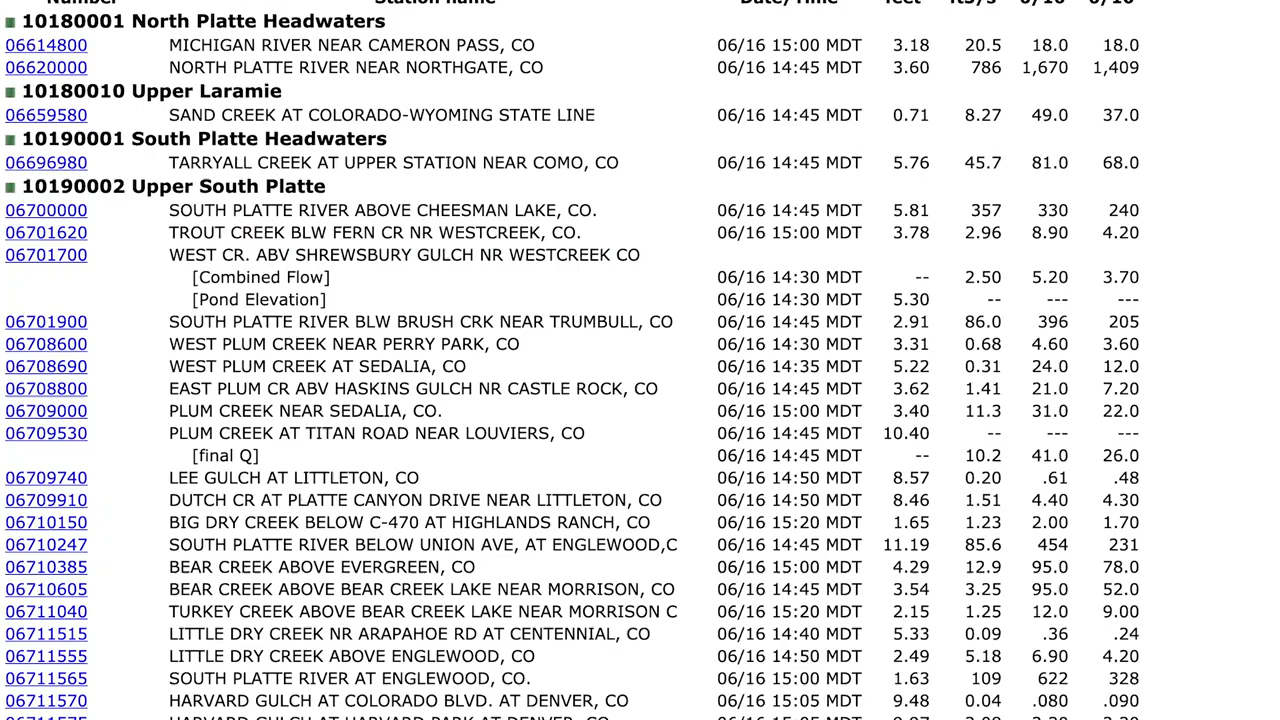 Number Station name Date/Time feet ft3/s 6/16 6/16
10180001 North Platte Headwaters
06614800 MICHIGAN RIVER NEAR CAMERON PASS, CO 06/16 15:00 MDT 3.18 20.5 18.0 18.0
06620000 NORTH PLATTE RIVER NEAR NORTHGATE, CO 06/16 14:45 MDT 3.60 786 1,670 1,409
10180010 Upper Laramie
06659580 SAND CREEK AT COLORADO-WYOMING STATE LINE 06/16 14:45 MDT 0.71 8.27 49.0 37.0
10190001 South Platte Headwaters
06696980 TARRYALL CREEK AT UPPER STATION NEAR COMO, CO 06/16 14:45 MDT 5.76 45.7 81.0 68.0
10190002 Upper South Platte
06700000 SOUTH PLATTE RIVER ABOVE CHEESMAN LAKE, CO. 06/16 14:45 MDT 5.81 357 330 240
06701620 TROUT CREEK BLW FERN CR NR WESTCREEK, CO. 06/16 15:00 MDT 3.78 2.96 8.90 4.20
06701700 WEST CR. ABV SHREWSBURY GULCH NR WESTCREEK CO
[Combined Flow] 06/16 14:30 MDT -- 2.50 5.20 3.70
[Pond Elevation] 06/16 14:30 MDT 5.30 -- --- ---
06701900 SOUTH PLATTE RIVER BLW BRUSH CRK NEAR TRUMBULL, CO 06/16 14:45 MDT 2.91 86.0 396 205
06708600 WEST PLUM CREEK NEAR PERRY PARK, CO 06/16 14:30 MDT 3.31 0.68 4.60 3.60
06708690 WEST PLUM CREEK AT SEDALIA, CO 06/16 14:35 MDT 5.22 0.31 24.0 12.0
06708800 EAST PLUM CR ABV HASKINS GULCH NR CASTLE ROCK, CO 06/16 14:45 MDT 3.62 1.41 21.0 7.20
06709000 PLUM CREEK NEAR SEDALIA, CO. 06/16 15:00 MDT 3.40 11.3 31.0 22.0
06709530 PLUM CREEK AT TITAN ROAD NEAR LOUVIERS, CO 06/16 14:45 MDT 10.40 -- --- ---
[final Q] 06/16 14:45 MDT -- 10.2 41.0 26.0
06709740 LEE GULCH AT LITTLETON, CO 06/16 14:50 MDT 8.57 0.20 .61 .48
06709910 DUTCH CR AT PLATTE CANYON DRIVE NEAR LITTLETON, CO 06/16 14:50 MDT 8.46 1.51 4.40 4.30
06710150 BIG DRY CREEK BELOW C-470 AT HIGHLANDS RANCH, CO 06/16 15:20 MDT 1.65 1.23 2.00 1.70
06710247 SOUTH PLATTE RIVER BELOW UNION AVE, AT ENGLEWOOD,C 06/16 14:45 MDT 11.19 85.6 454 231
06710385 BEAR CREEK ABOVE EVERGREEN, CO 06/16 15:00 MDT 4.29 12.9 95.0 78.0
06710605 BEAR CREEK ABOVE BEAR CREEK LAKE NEAR MORRISON, CO 06/16 14:45 MDT 3.54 3.25 95.0 52.0
06711040 TURKEY CREEK ABOVE BEAR CREEK LAKE NEAR MORRISON C 06/16 15:20 MDT 2.15 1.25 12.0 9.00
06711515 LITTLE DRY CREEK NR ARAPAHOE RD AT CENTENNIAL, CO 06/16 14:40 MDT 5.33 0.09 .36 .24
06711555 LITTLE DRY CREEK ABOVE ENGLEWOOD, CO 06/16 14:50 MDT 2.49 5.18 6.90 4.20
06711565 SOUTH PLATTE RIVER AT ENGLEWOOD, CO. 06/16 15:00 MDT 1.63 109 622 328
06711570 HARVARD GULCH AT COLORADO BLVD. AT DENVER, CO 06/16 15:05 MDT 9.48 0.04 .080 .090
06711575 HARVARD GULCH AT HARVARD PARK AT DENVER, CO 06/16 15:05 MDT